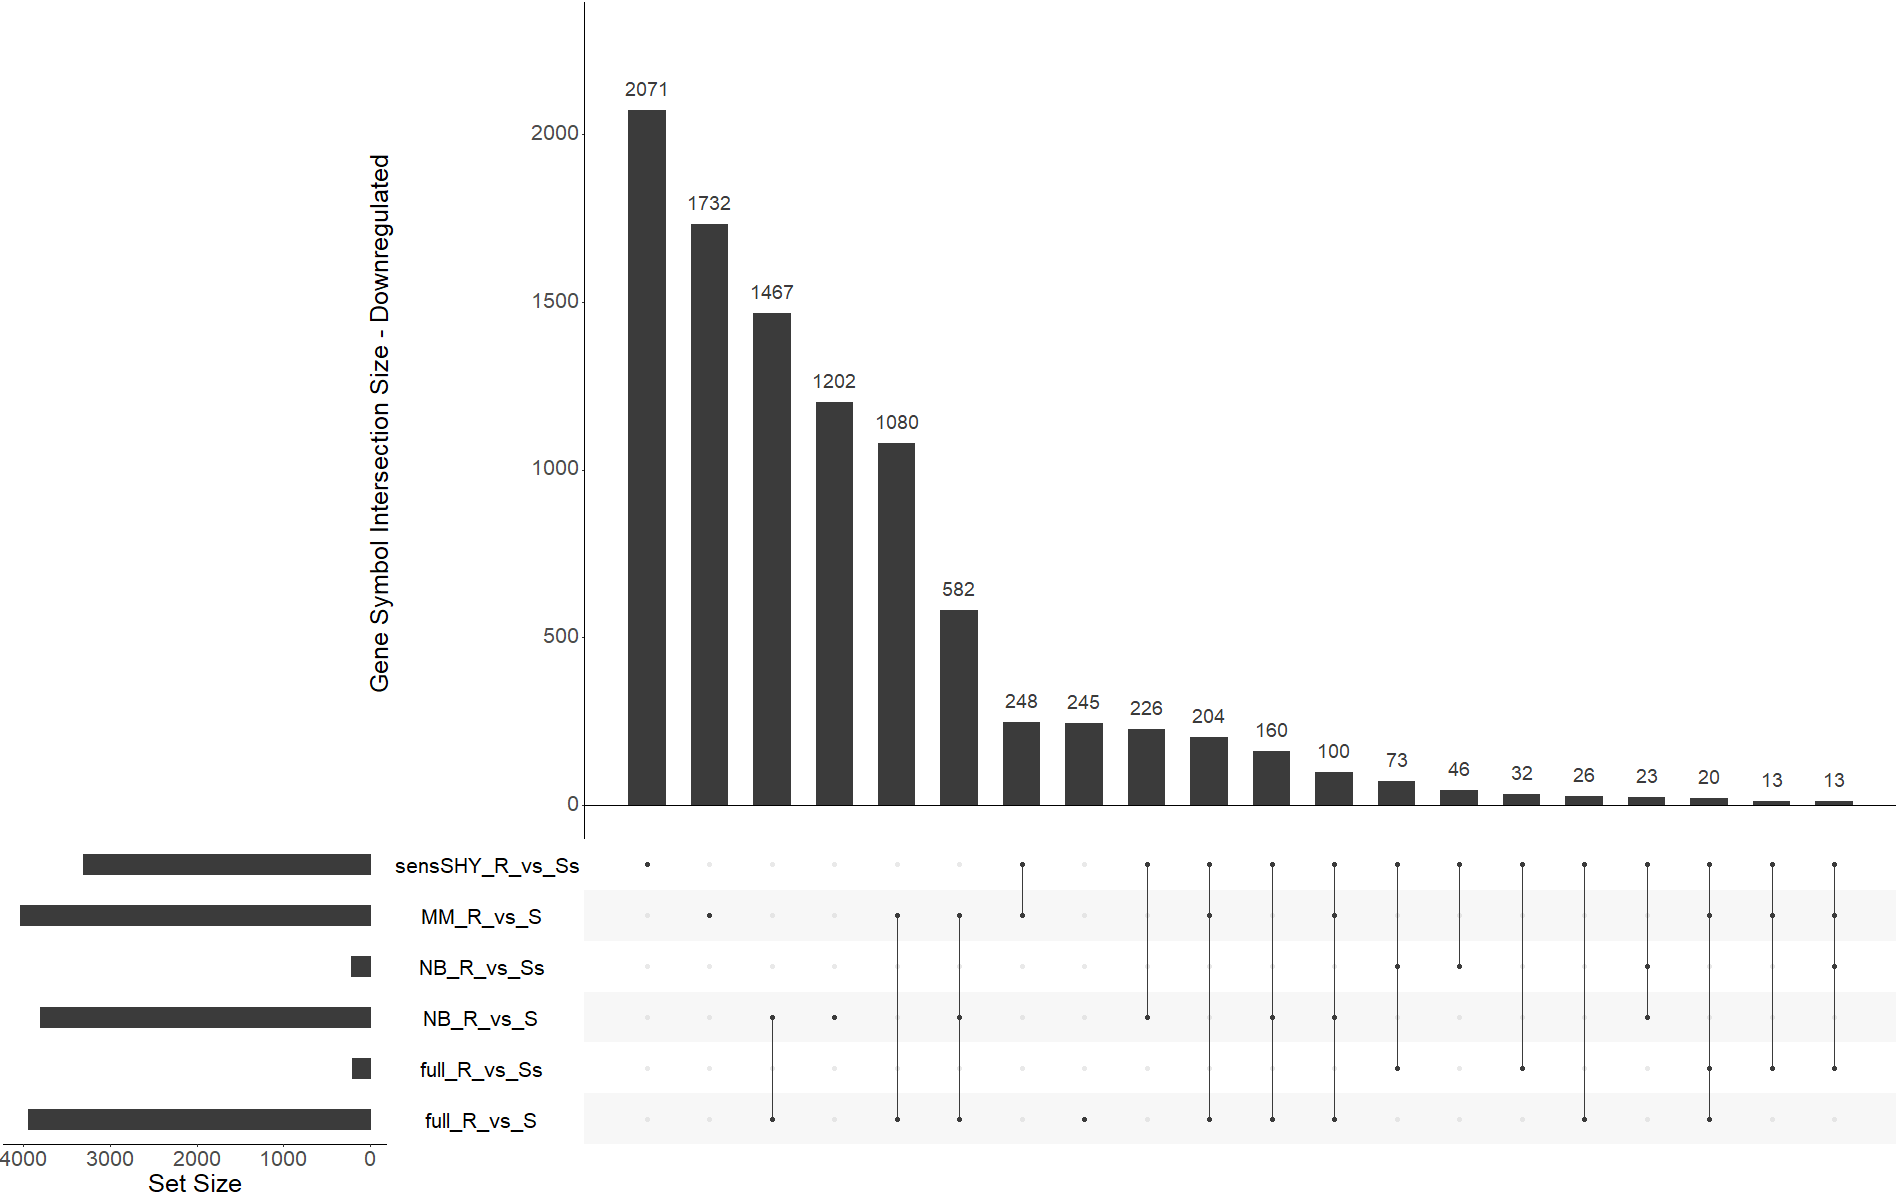 Gene Symbol Intersection Size - Downregulated
2000
1500
1000
500
0
2071
1732
1467
1202
1080
582
248
245
226
204
160
100
73
46
32
26
23
20
13
13
sensSHY_R_vs_Ss
MM_R_vs_S
NB_R_vs_Ss
NB_R_vs_S
full_R_vs_Ss
full_R_vs_S
4000 3000 2000 1000 0
Set Size